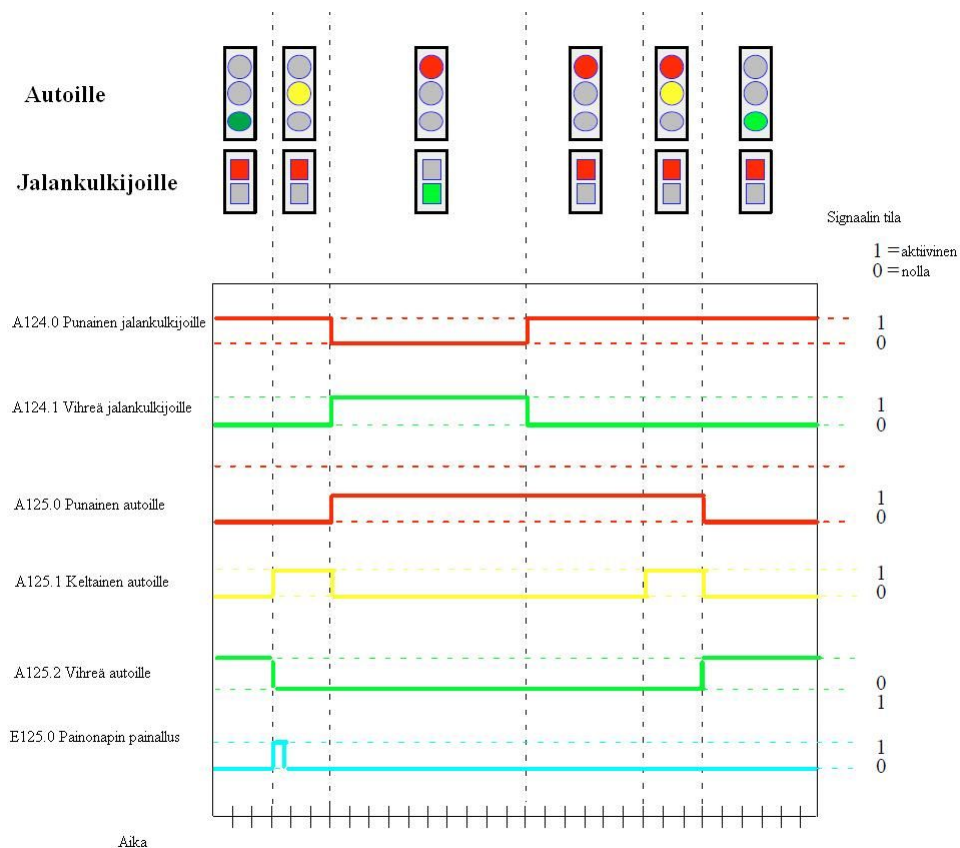 Autoille
Jalankulkijoille
Signaalin tila
1 = aktiivinen
0 = nolla
A124.0 Punainen jalankulkijoille
1
0
A124.1 Vihreä jalankulkijoille
1
0
A125.0 Punainen autoille
1
0
A125.1 Keltainen autoille
1
0
A125.2 Vihreä autoille
0
1
E125.0 Painonapin painallus
1
0
Aika